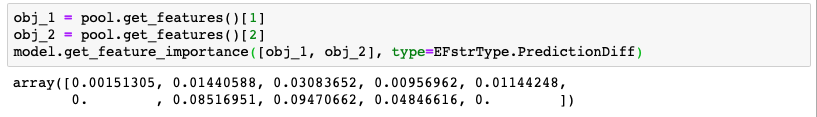 obj_1 = pool.get_features()[1]
obj_2 = pool.get_features()[2]
model.get_feature_importance([obj_1, obj_2], type=EFstrType.PredictionDiff)
array([0.00151305, 0.01440588, 0.03083652, 0.00956962, 0.01144248,
       0.        , 0.08516951, 0.09470662, 0.04846616, 0.        ])